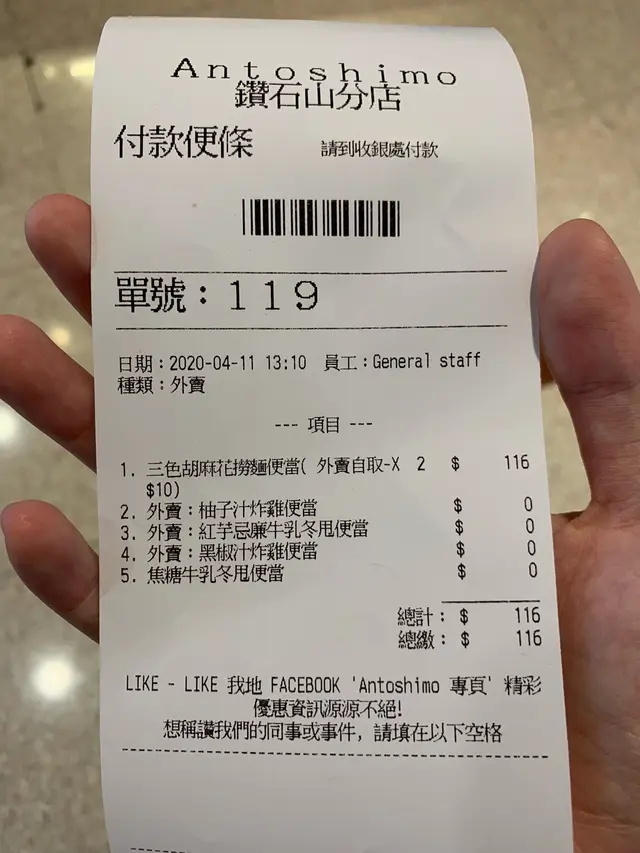 Antoshimo
鑽石山分店
付款便條 請到收銀處付款
單號：119
日期：2020-04-11 13:10 員工：General staff
種類：外賣
--- 項目 ---
1. 三色胡麻花撈麵便當( 外賣自取-X 2 $ 116
$10)
2. 外賣：柚子汁炸雞便當 $ 0
3. 外賣：紅芋忌廉牛乳冬甩便當 $ 0
4. 外賣：黑椒汁炸雞便當 $ 0
5. 焦糖牛乳冬甩便當 $ 0
總計： $ 116
總繳： $ 116
LIKE - LIKE 我地 FACEBOOK 'Antoshimo 專頁' 精彩
優惠資訊源源不絕!
想稱讚我們的同事或事件, 請填在以下空格